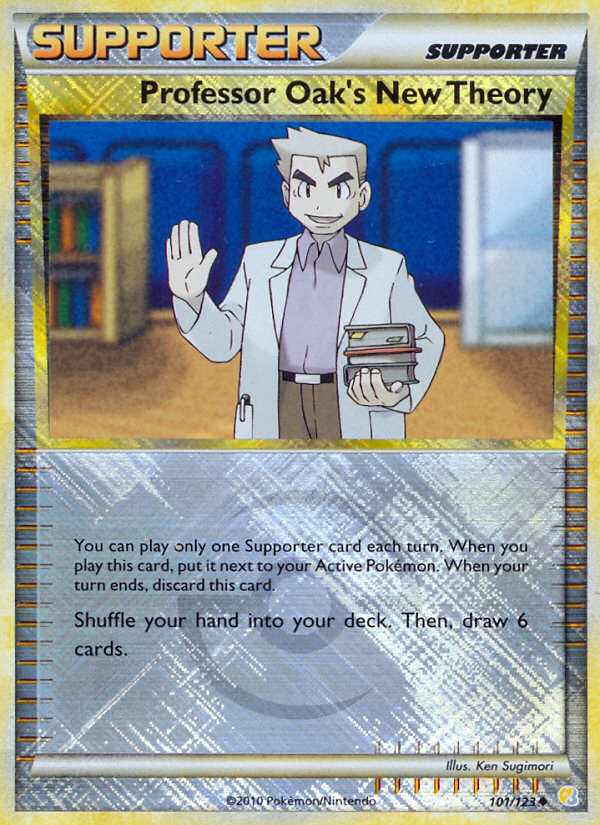 SUPPORTER
SUPPORTER
Professor Oak's New Theory
You can play only one Supporter card each turn. When you
play this card, put it next to your Active Pokémon. When your
turn ends, discard this card.
Shuffle your hand into your deck. Then, draw 6
cards.
Illus. Ken Sugimori
©2010 Pokémon/Nintendo
101/123